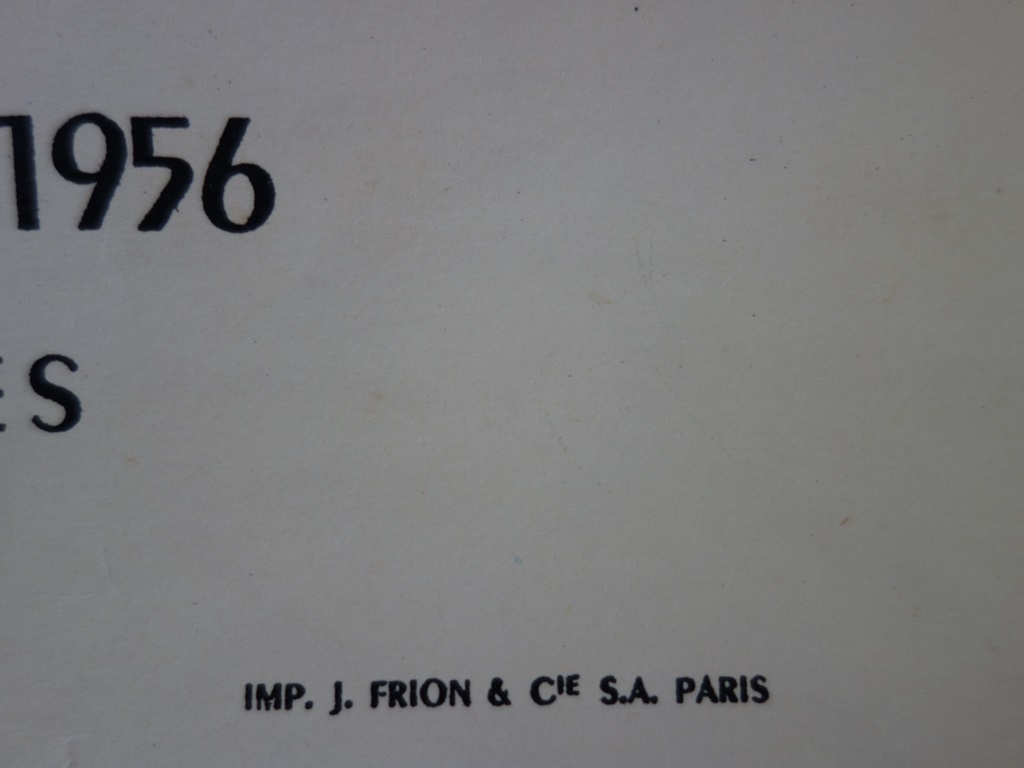 1956
ES
IMP. J. FRION & CIE S.A. PARIS